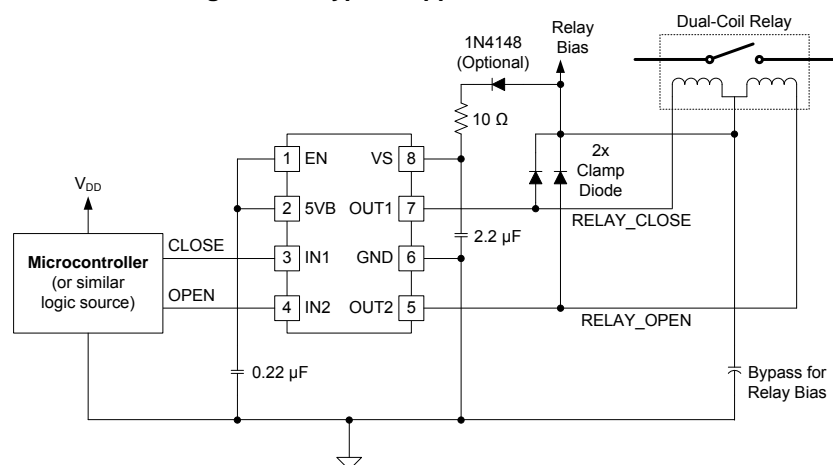 Dual-Coil Relay
Relay
Bias
1N4148
(Optional)
10 Ω
1 EN VS 8
2x
Clamp
Diode
V_DD
2 5VB OUT1 7
RELAY_CLOSE
2.2 µF
CLOSE
Microcontroller
(or similar
logic source)
3 IN1 GND 6
OPEN
4 IN2 OUT2 5
RELAY_OPEN
0.22 µF
Bypass for
Relay Bias